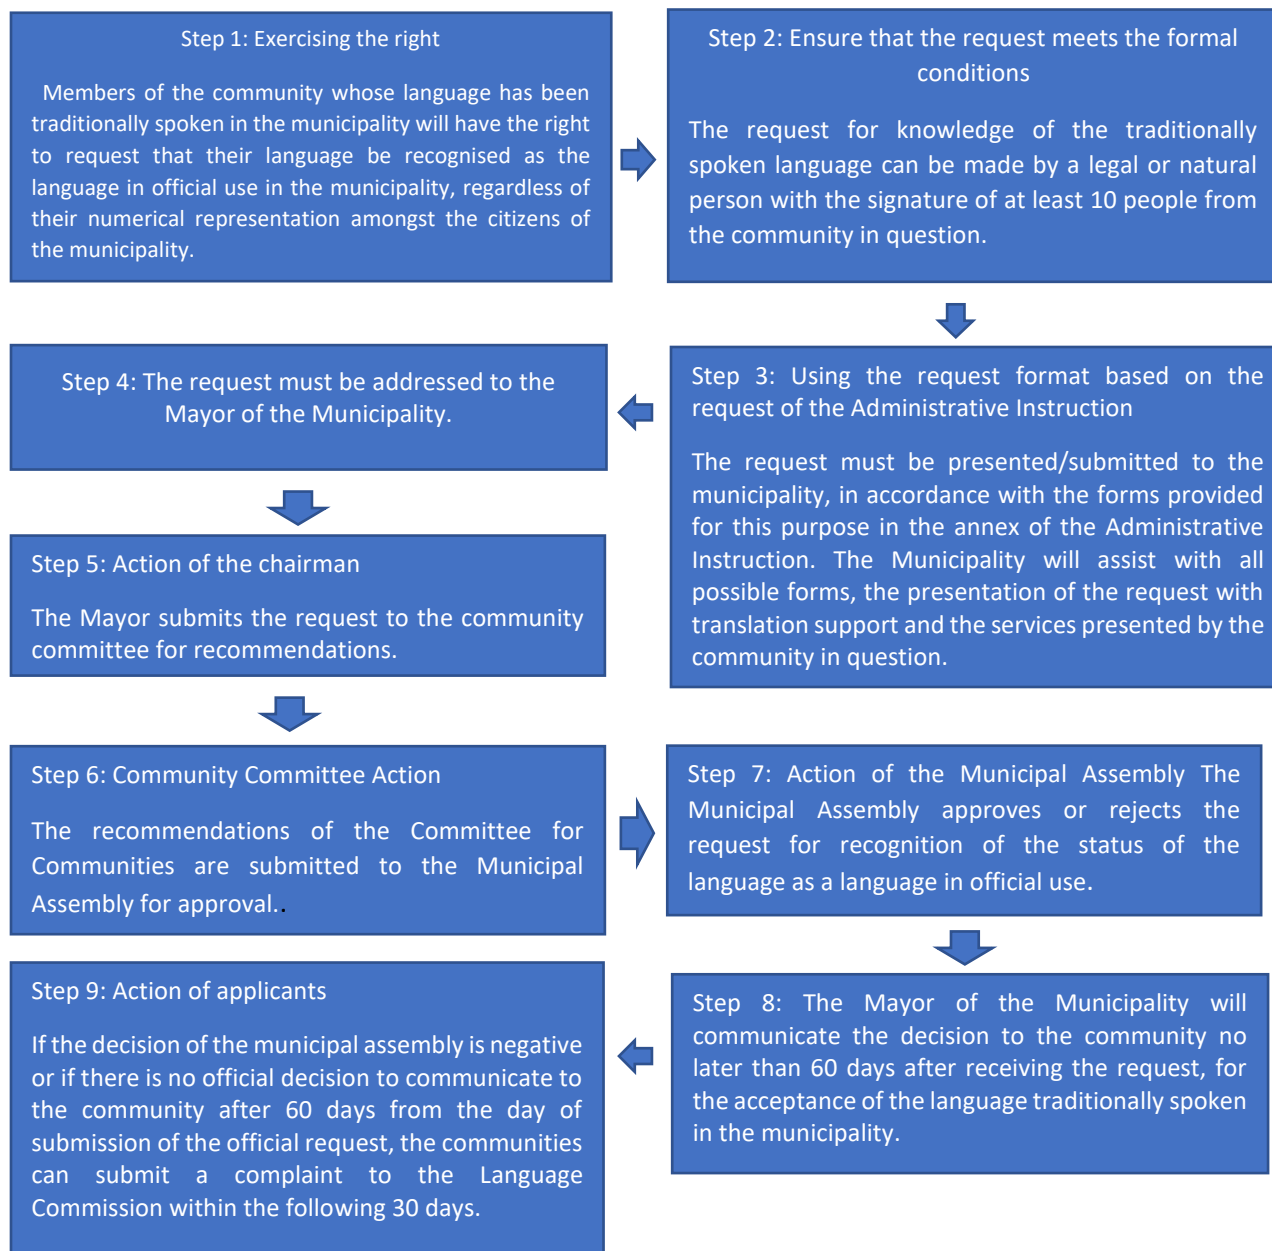 Step 1: Exercising the right
Members of the community whose language has been
traditionally spoken in the municipality will have the right
to request that their language be recognised as the
language in official use in the municipality, regardless of
their numerical representation amongst the citizens of
the municipality.
Step 2: Ensure that the request meets the formal
conditions
The request for knowledge of the traditionally
spoken language can be made by a legal or natural
person with the signature of at least 10 people from
the community in question.
Step 3: Using the request format based on the
request of the Administrative Instruction
The request must be presented/submitted to the
municipality, in accordance with the forms provided
for this purpose in the annex of the Administrative
Instruction. The Municipality will assist with all
possible forms, the presentation of the request with
translation support and the services presented by the
community in question.
Step 4: The request must be addressed to the
Mayor of the Municipality.
Step 5: Action of the chairman
The Mayor submits the request to the community
committee for recommendations.
Step 6: Community Committee Action
The recommendations of the Committee for
Communities are submitted to the Municipal
Assembly for approval..
Step 7: Action of the Municipal Assembly The
Municipal Assembly approves or rejects the
request for recognition of the status of the
language as a language in official use.
Step 8: The Mayor of the Municipality will
communicate the decision to the community no
later than 60 days after receiving the request, for
the acceptance of the language traditionally spoken
in the municipality.
Step 9: Action of applicants
If the decision of the municipal assembly is negative
or if there is no official decision to communicate to
the community after 60 days from the day of
submission of the official request, the communities
can submit a complaint to the Language
Commission within the following 30 days.